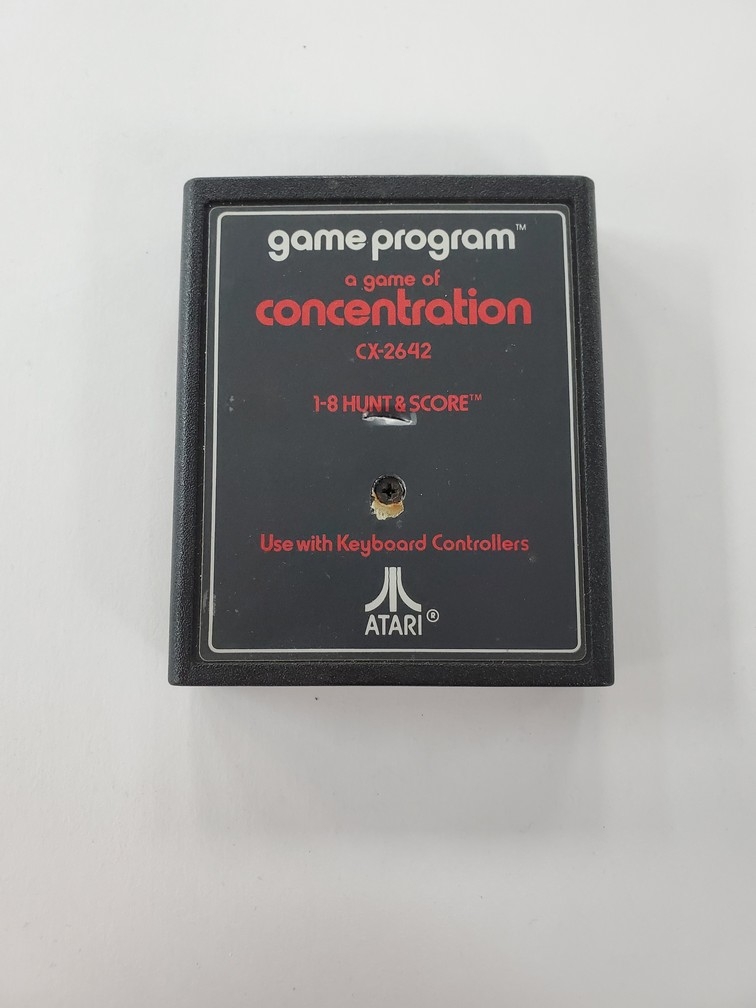 game program™
a game of
concentration
CX-2642
1-8 HUNT & SCORE™
Use with Keyboard Controllers
ATARI®